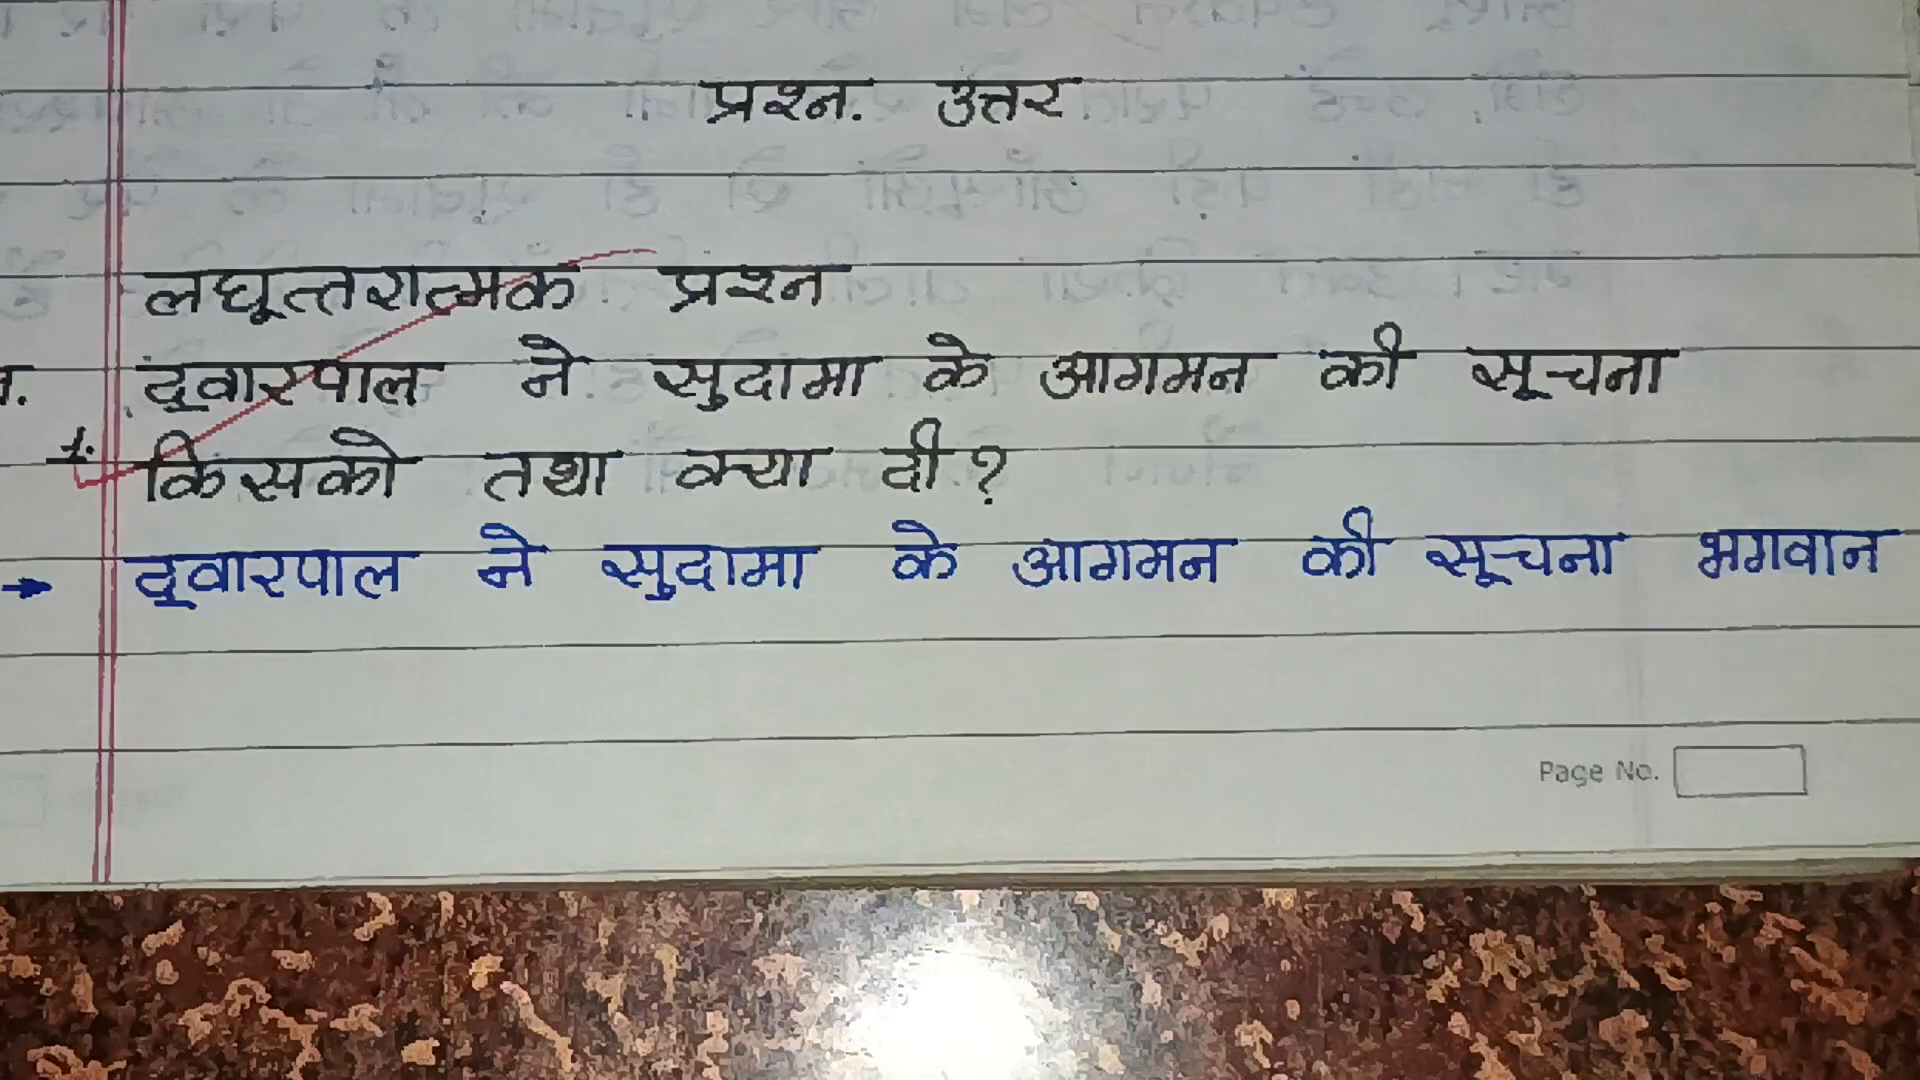 प्रश्न. उत्तर
लघूत्तरात्मक प्रश्न
द्वारपाल ने सुदामा के आगमन की सूचना
1. किसको तथा क्या दी?
→ द्वारपाल ने सुदामा के आगमन की सूचना भगवान
Page No.